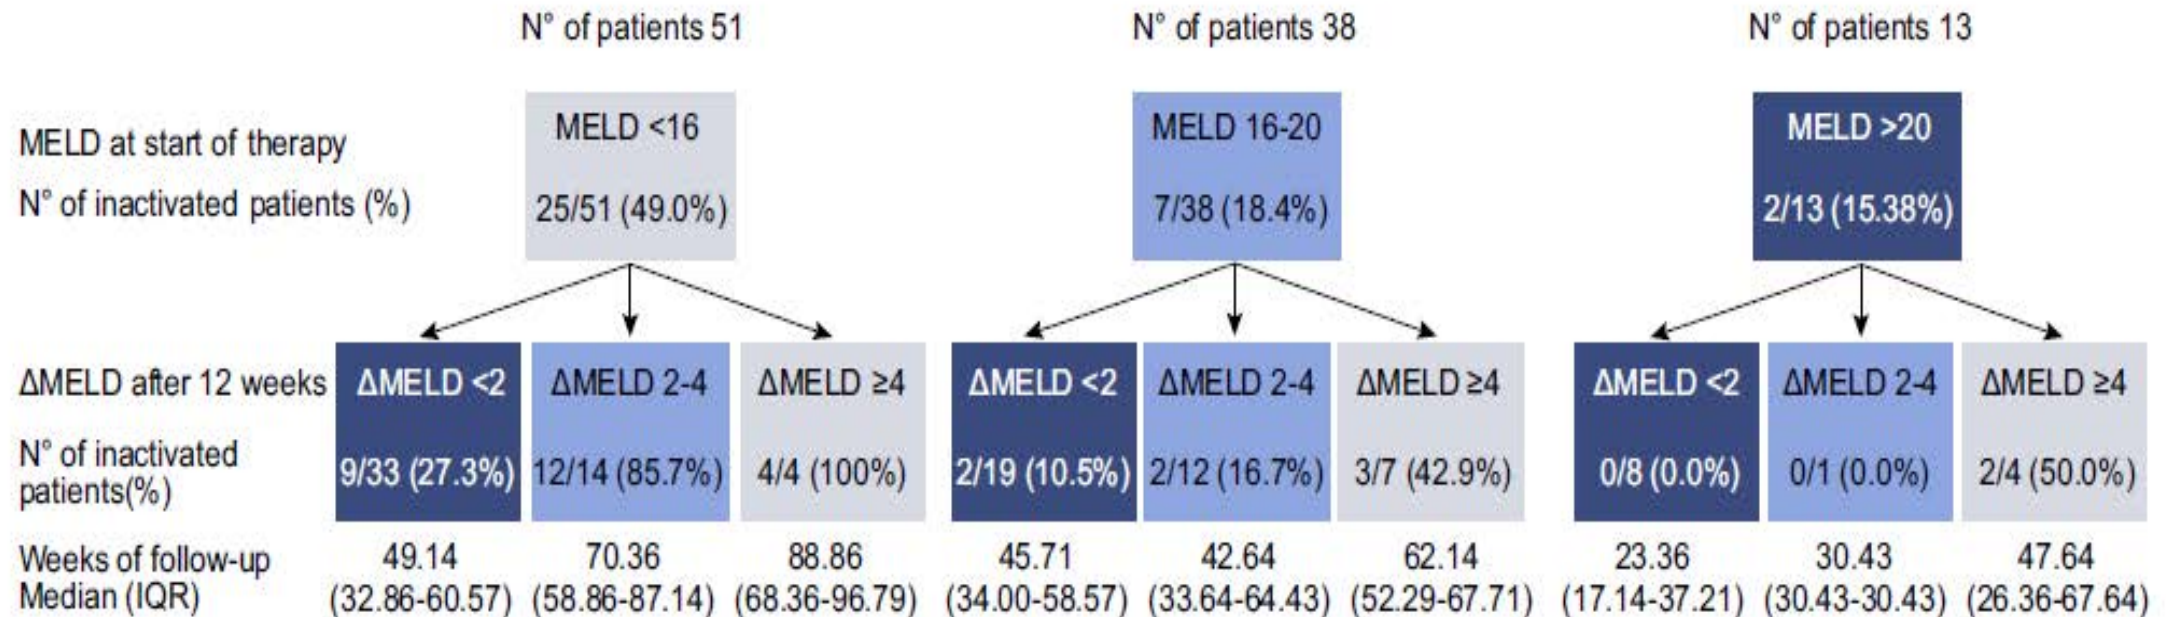 N° of patients 51 N° of patients 38 N° of patients 13
MELD at start of therapy MELD <16 MELD 16-20 MELD >20
N° of inactivated patients (%) 25/51 (49.0%) 7/38 (18.4%) 2/13 (15.38%)
ΔMELD after 12 weeks ΔMELD <2 ΔMELD 2-4 ΔMELD ≥4 ΔMELD <2 ΔMELD 2-4 ΔMELD ≥4 ΔMELD <2 ΔMELD 2-4 ΔMELD ≥4
N° of inactivated
patients(%) 9/33 (27.3%) 12/14 (85.7%) 4/4 (100%) 2/19 (10.5%) 2/12 (16.7%) 3/7 (42.9%) 0/8 (0.0%) 0/1 (0.0%) 2/4 (50.0%)
Weeks of follow-up 49.14 70.36 88.86 45.71 42.64 62.14 23.36 30.43 47.64
Median (IQR) (32.86-60.57) (58.86-87.14) (68.36-96.79) (34.00-58.57) (33.64-64.43) (52.29-67.71) (17.14-37.21) (30.43-30.43) (26.36-67.64)